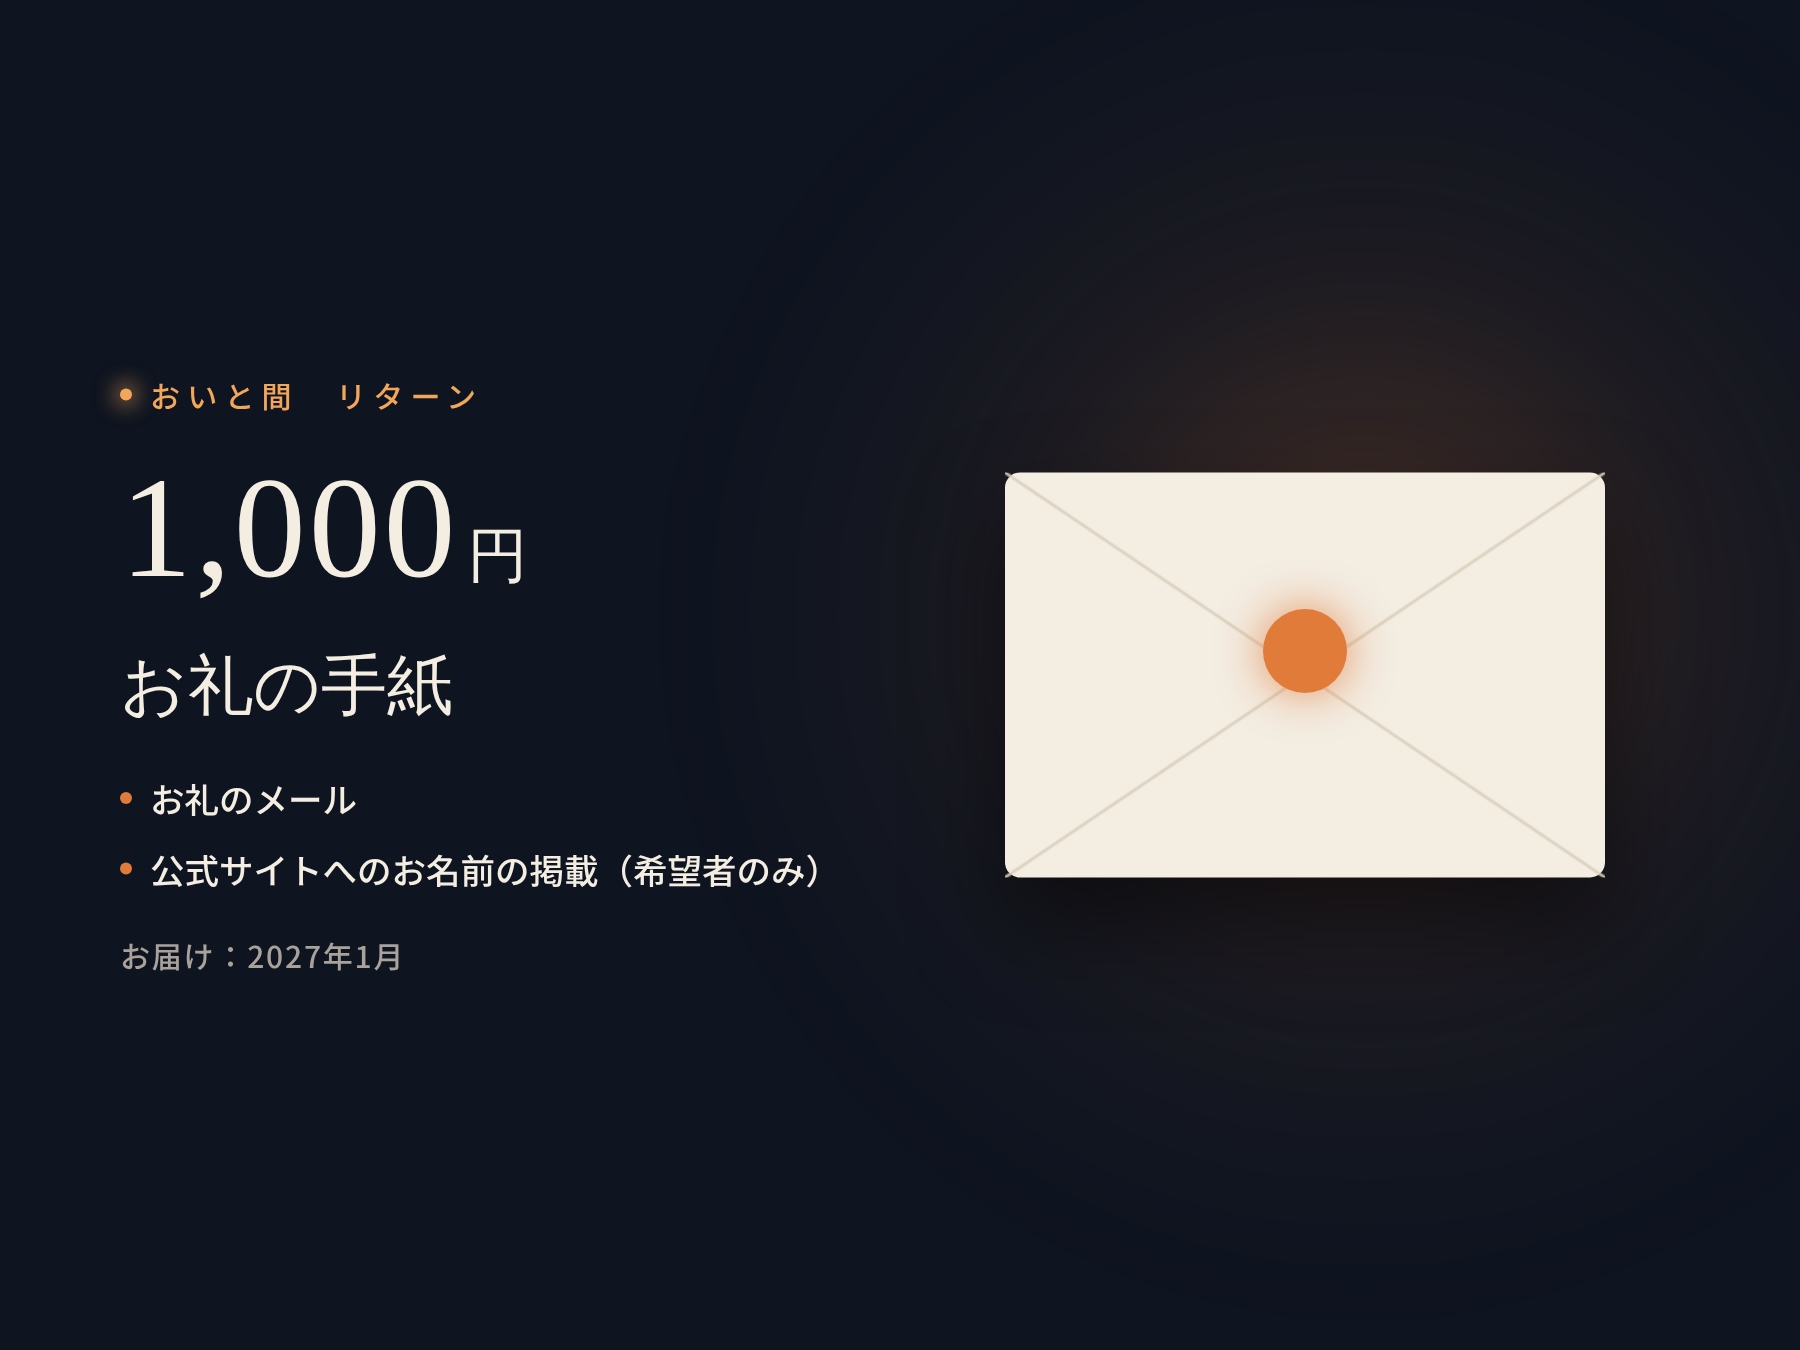 おいと間　リターン
1,000円
お礼の手紙
お礼のメール
公式サイトへのお名前の掲載（希望者のみ）
お届け：2027年1月